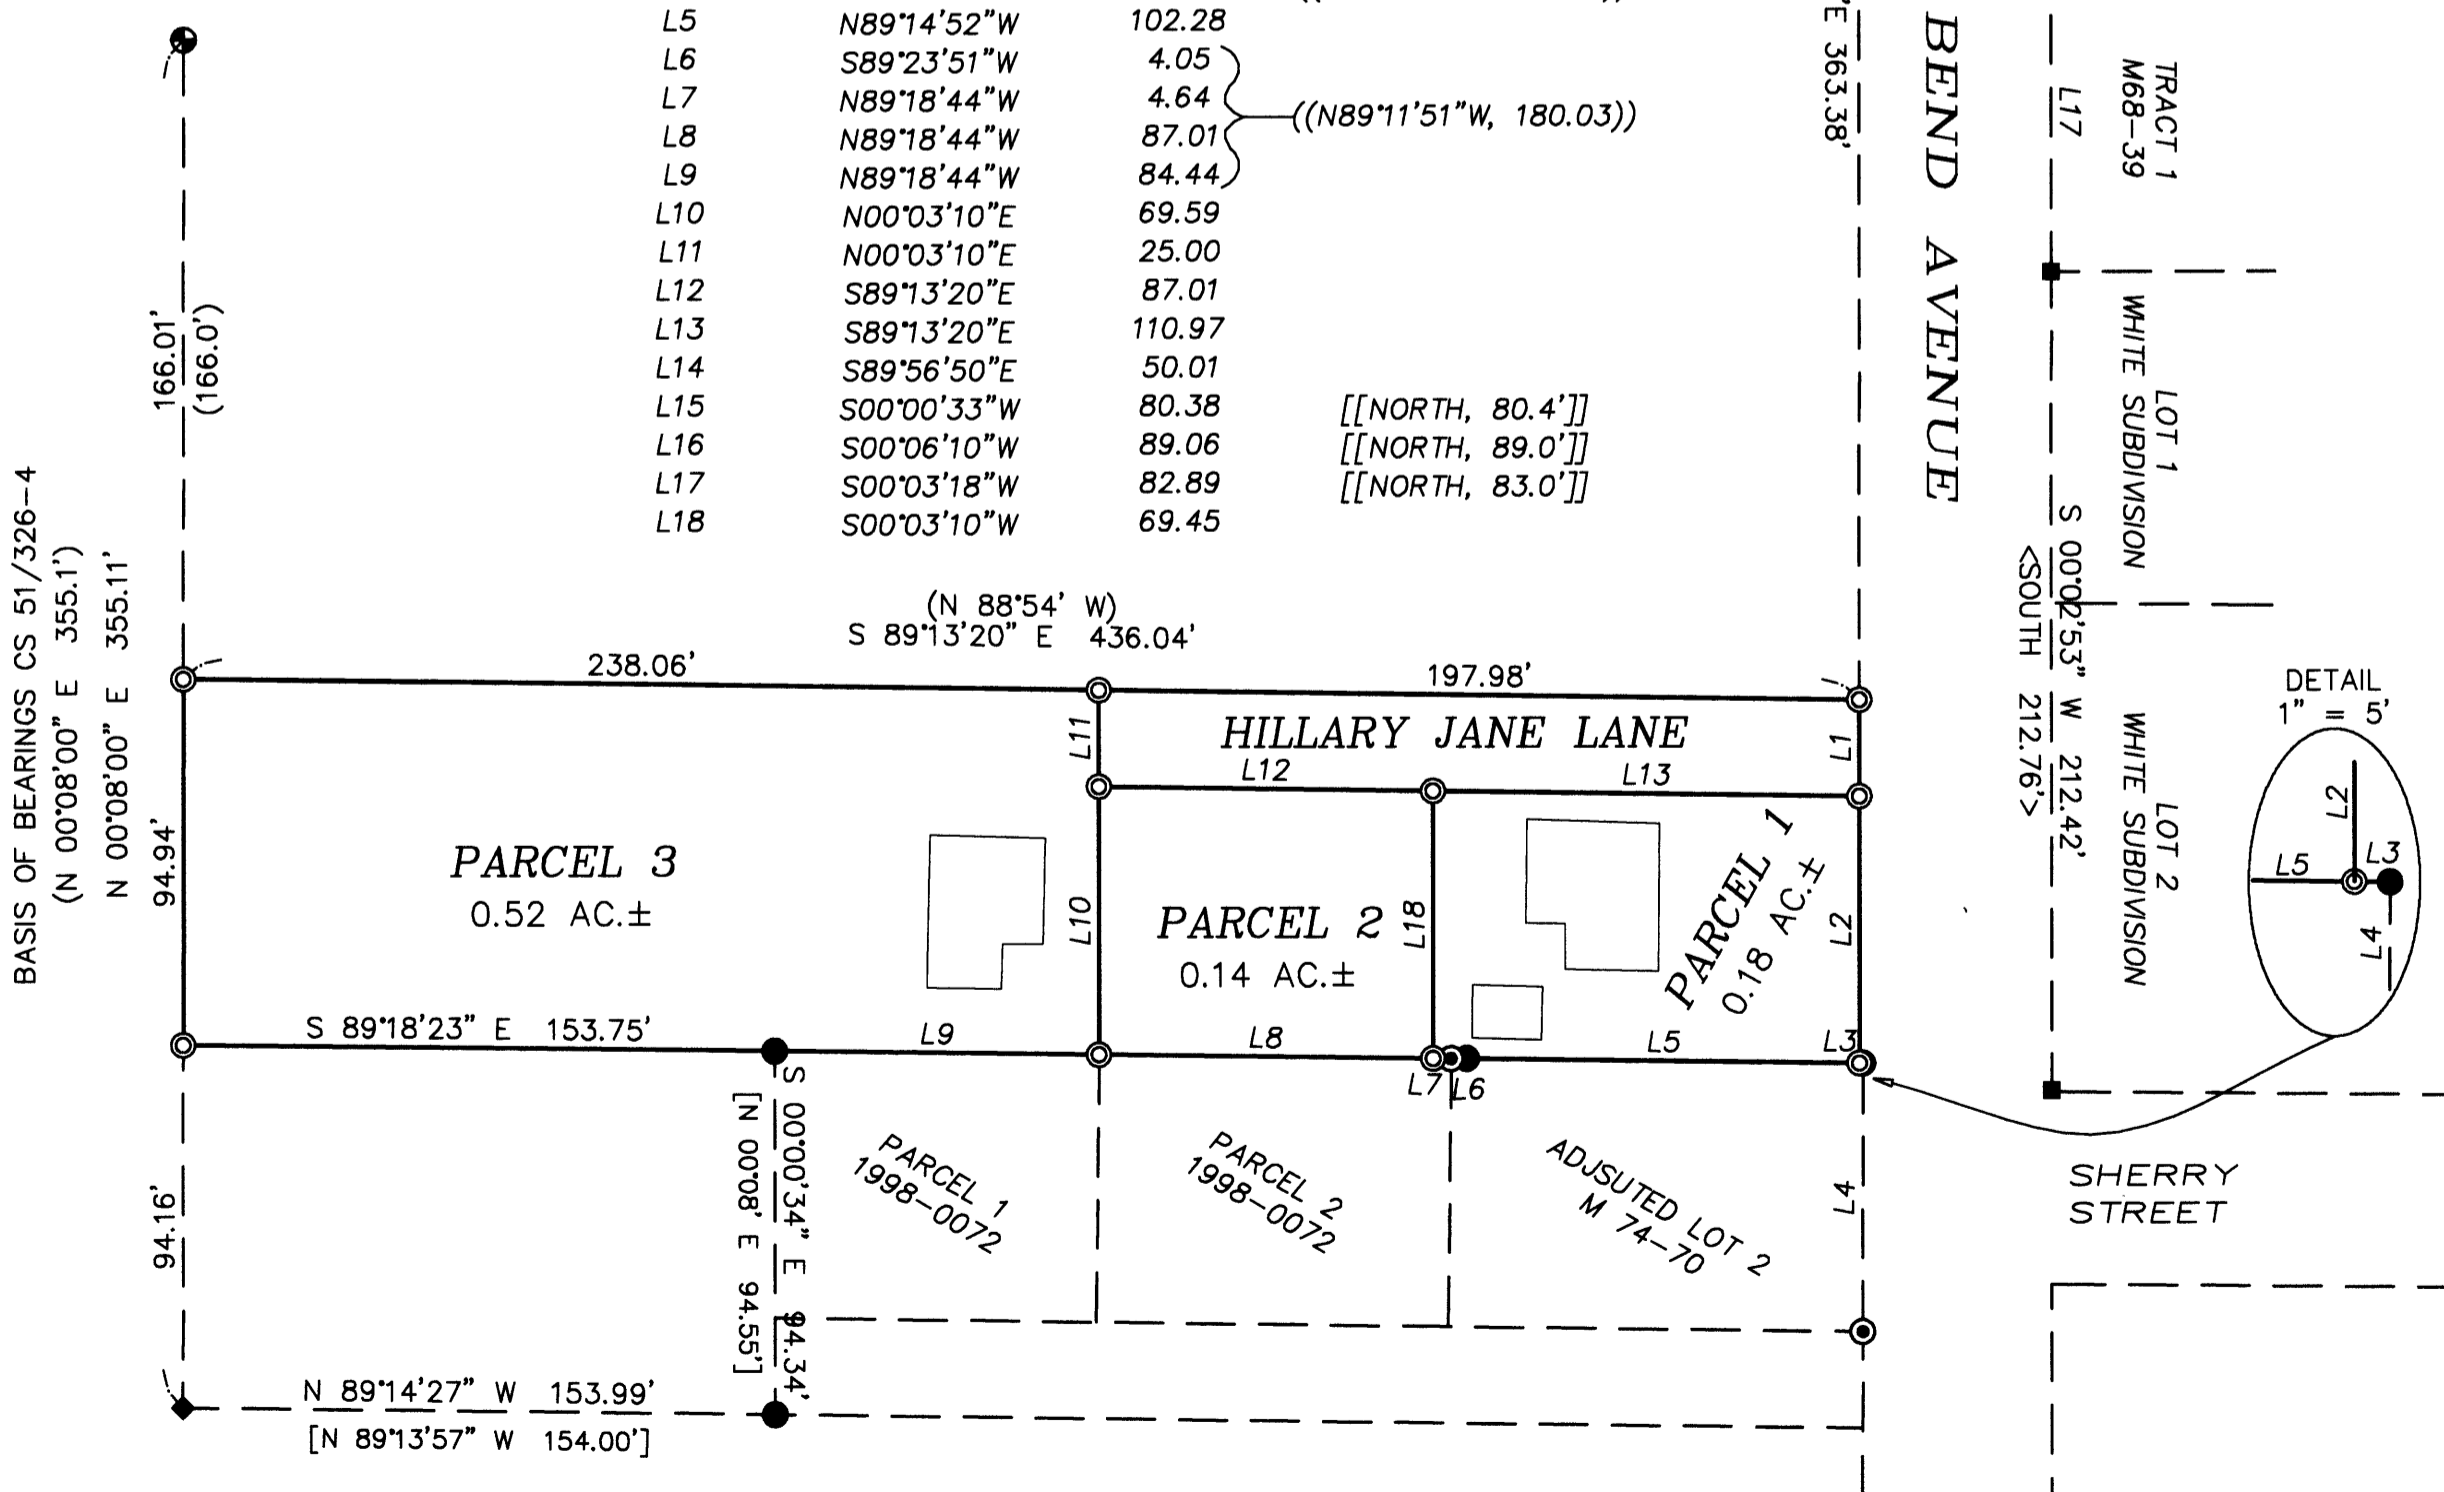 L5 N89°14'52"W 102.28
L6 S89°23'51"W 4.05
L7 N89°18'44"W 4.64
L8 N89°18'44"W 87.01
L9 N89°18'44"W 84.44
((N89°11'51"W, 180.03))
L10 N00°03'10"E 69.59
L11 N00°03'10"E 25.00
L12 S89°13'20"E 87.01
L13 S89°13'20"E 110.97
L14 S89°56'50"E 50.01
L15 S00°00'33"W 80.38 [[NORTH, 80.4']]
L16 S00°06'10"W 89.06 [[NORTH, 89.0']]
L17 S00°03'18"W 82.89 [[NORTH, 83.0']]
L18 S00°03'10"W 69.45
"E 363.38'
BEND AVENUE
L17
TRACT 1
M68-39
LOT 1
WHITE SUBDIVISION
S 00°02'53" W 212.42'
<SOUTH 212.76'>
LOT 2
WHITE SUBDIVISION
166.01'
(166.0')
BASIS OF BEARINGS CS 51/326-4
(N 00°08'00" E 355.1')
N 00°08'00" E 355.11'
(N 88°54' W)
S 89°13'20" E 436.04'
238.06'
197.98'
HILLARY JANE LANE
L11
L1
L12
L13
94.94'
PARCEL 3
0.52 AC.±
L10
PARCEL 2
0.14 AC.±
L18
PARCEL 1
0.18 AC.±
L2
DETAIL
1" = 5'
L2
L5
L3
L4
S 89°18'23" E 153.75'
L9
L8
L5
L3
L7
L6
S 00°00'34" E 94.34'
[N 00°08' E 94.55']
PARCEL 1
1998-0072
PARCEL 2
1998-0072
ADJSUTED LOT 2
M 74-70
L4
SHERRY
STREET
94.16'
N 89°14'27" W 153.99'
[N 89°13'57" W 154.00']